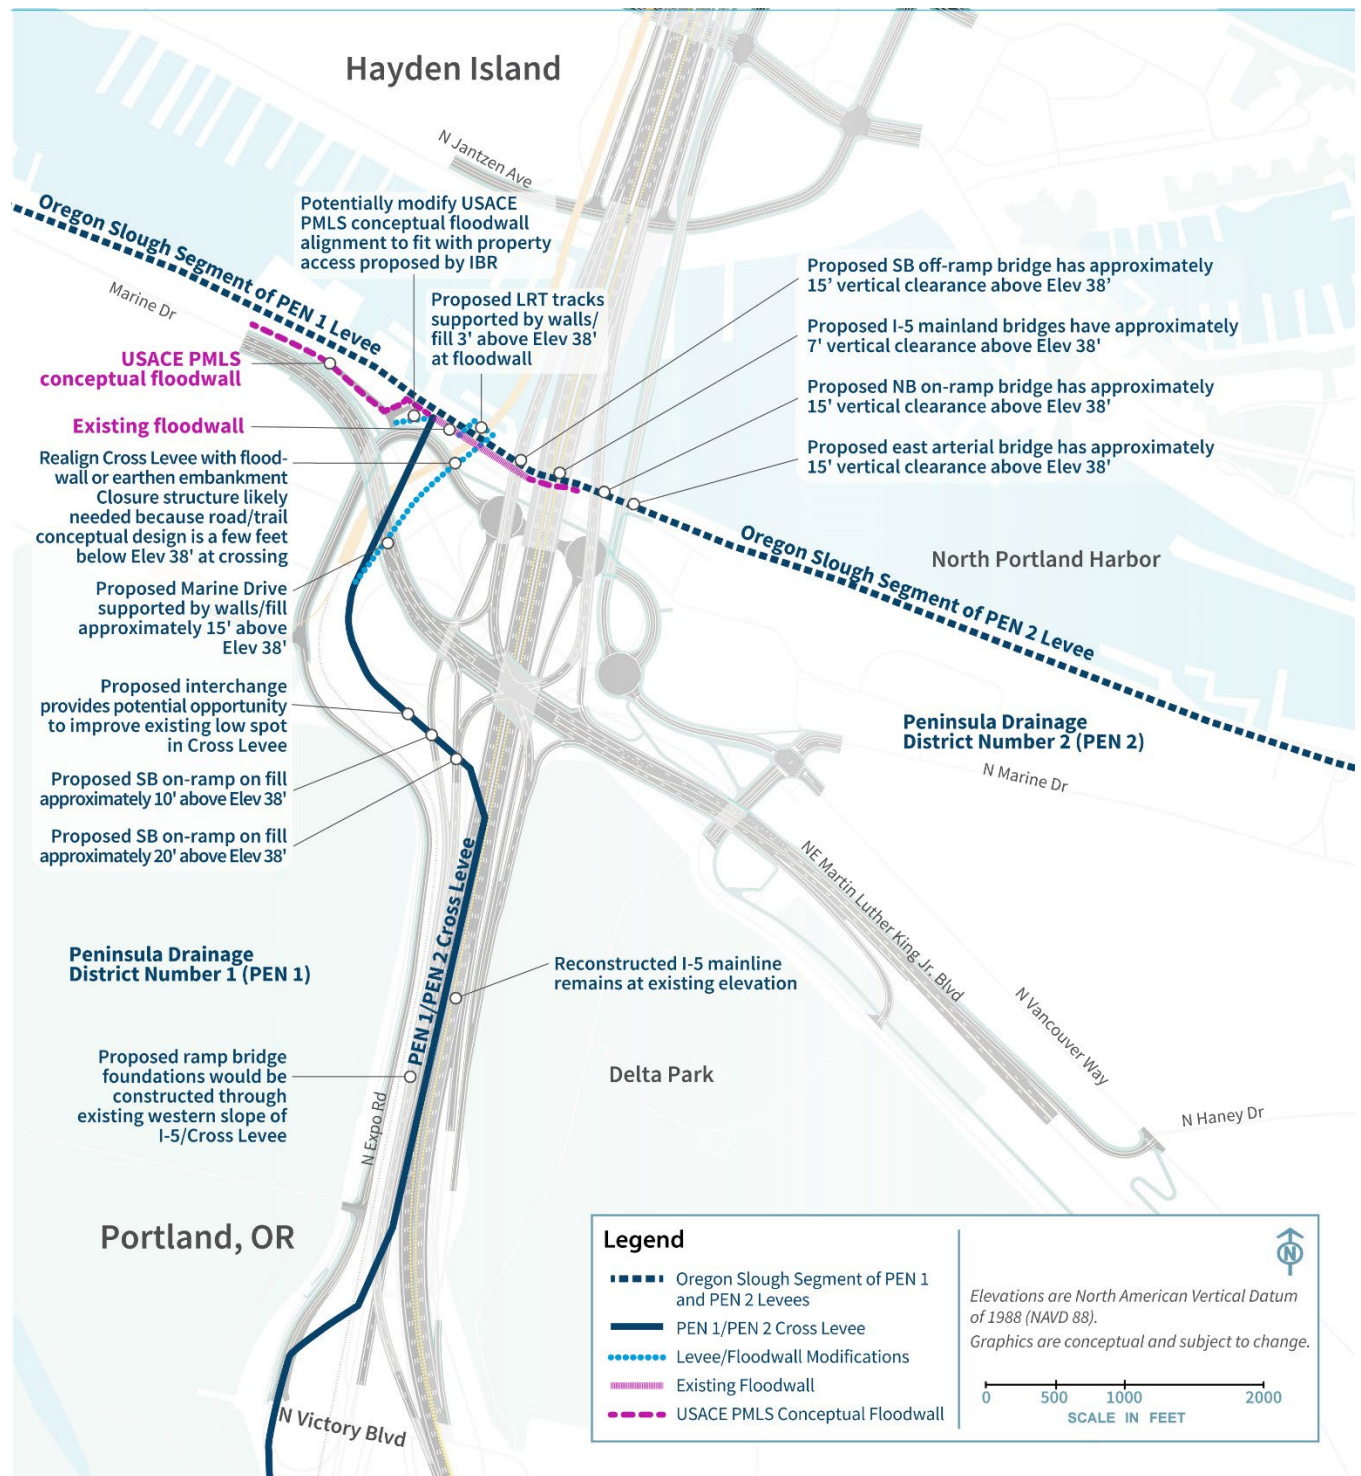 Hayden Island
N Jantzen Ave
Potentially modify USACE
PMLS conceptual floodwall
alignment to fit with property
access proposed by IBR
Oregon Slough Segment of PEN 1 Levee
Marine Dr
Proposed LRT tracks
supported by walls/
fill 3' above Elev 38'
at floodwall
Proposed SB off-ramp bridge has approximately
15’ vertical clearance above Elev 38’
Proposed I-5 mainland bridges have approximately
7' vertical clearance above Elev 38'
Proposed NB on-ramp bridge has approximately
15' vertical clearance above Elev 38'
Proposed east arterial bridge has approximately
15' vertical clearance above Elev 38'
USACE PMLS
conceptual floodwall
Existing floodwall
Realign Cross Levee with flood-
wall or earthen embankment
Closure structure likely
needed because road/trail
conceptual design is a few feet
below Elev 38' at crossing
Proposed Marine Drive
supported by walls/fill
approximately 15' above
Elev 38'
Proposed interchange
provides potential opportunity
to improve existing low spot
in Cross Levee
Proposed SB on-ramp on fill
approximately 10' above Elev 38'
Proposed SB on-ramp on fill
approximately 20' above Elev 38'
Oregon Slough Segment of PEN 2 Levee
North Portland Harbor
Peninsula Drainage
District Number 2 (PEN 2)
N Marine Dr
NE Martin Luther King Jr. Blvd
N Vancouver Way
N Haney Dr
PEN 1/PEN 2 Cross Levee
Peninsula Drainage
District Number 1 (PEN 1)
Reconstructed I-5 mainline
remains at existing elevation
Delta Park
Proposed ramp bridge
foundations would be
constructed through
existing western slope of
I-5/Cross Levee
N Expo Rd
Portland, OR
N Victory Blvd
Legend
Oregon Slough Segment of PEN 1
and PEN 2 Levees
PEN 1/PEN 2 Cross Levee
Levee/Floodwall Modifications
Existing Floodwall
USACE PMLS Conceptual Floodwall
N
Elevations are North American Vertical Datum
of 1988 (NAVD 88).
Graphics are conceptual and subject to change.
0 500 1000 2000
SCALE IN FEET